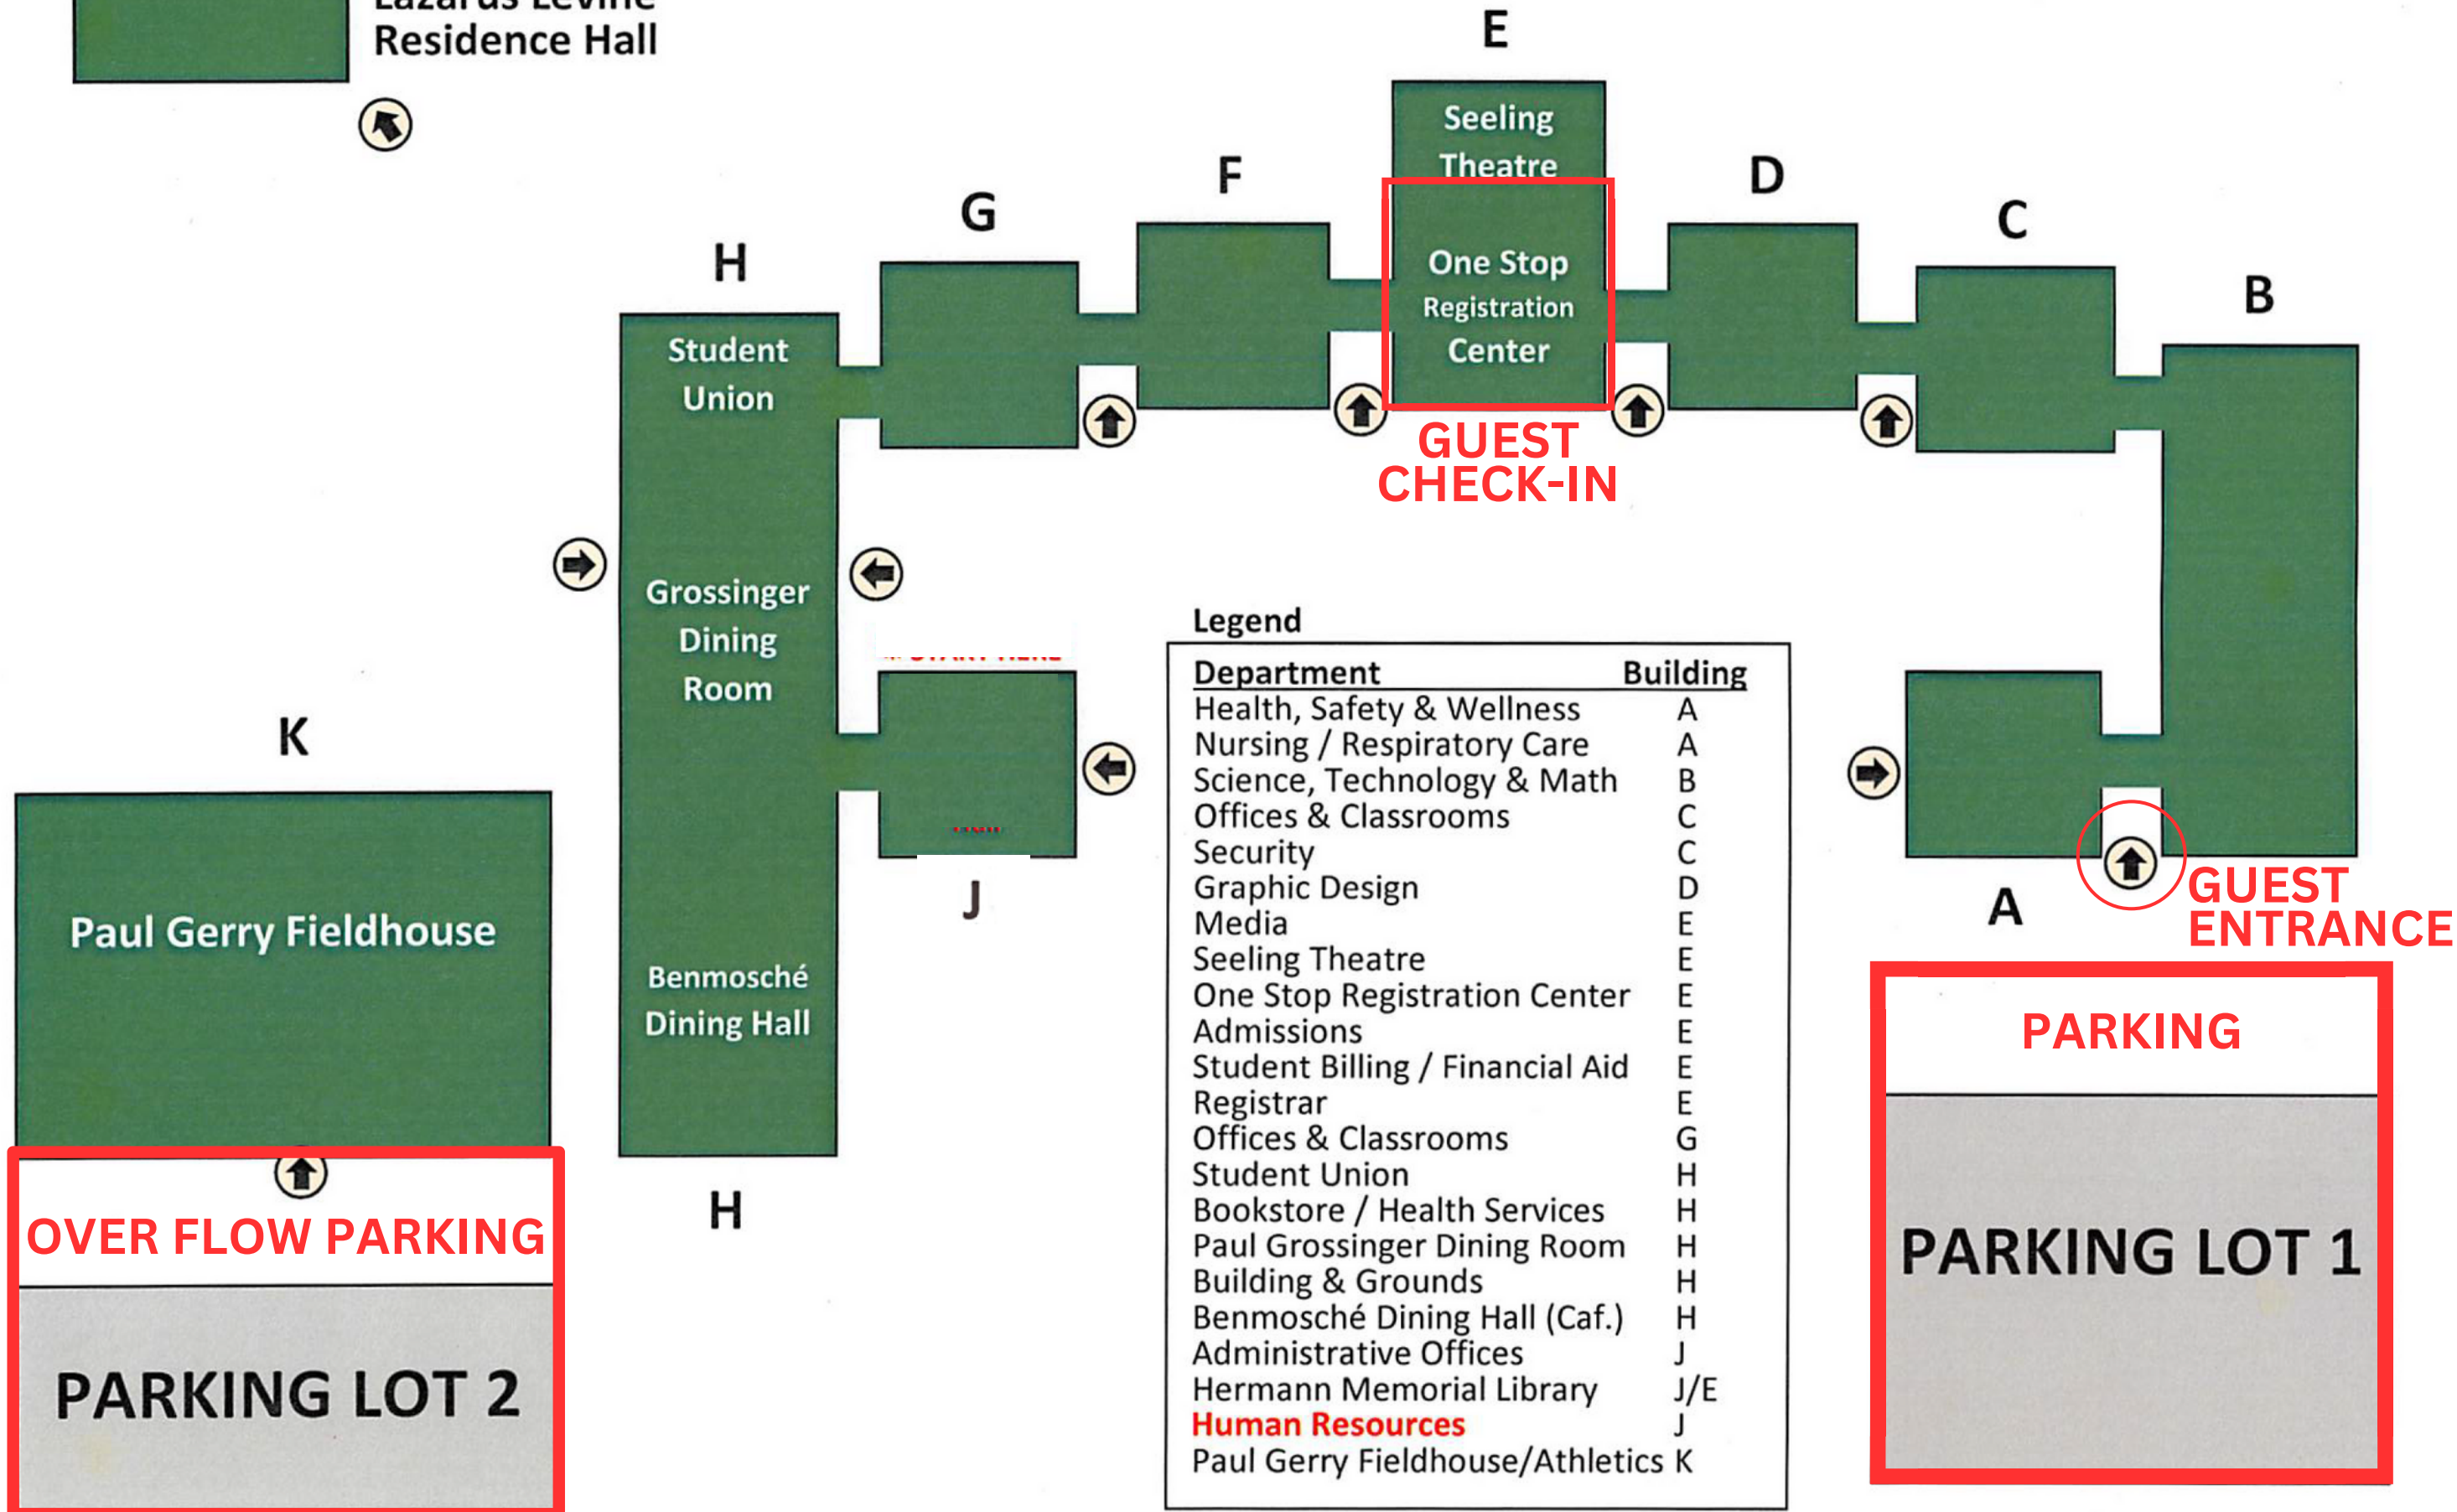 Lazarus Levine
Residence Hall
E
Seeling
Theatre
F
D
G
C
H
One Stop
Registration
Center
B
Student
Union
GUEST
CHECK-IN
Grossinger
Dining
Room
K
Paul Gerry Fieldhouse
J
Benmosché
Dining Hall
H
OVER FLOW PARKING
PARKING LOT 2
Legend
Department Building
Health, Safety & Wellness A
Nursing / Respiratory Care A
Science, Technology & Math B
Offices & Classrooms C
Security C
Graphic Design D
Media E
Seeling Theatre E
One Stop Registration Center E
Admissions E
Student Billing / Financial Aid E
Registrar E
Offices & Classrooms G
Student Union H
Bookstore / Health Services H
Paul Grossinger Dining Room H
Building & Grounds H
Benmosché Dining Hall (Caf.) H
Administrative Offices J
Hermann Memorial Library J/E
Human Resources J
Paul Gerry Fieldhouse/Athletics K
A
GUEST
ENTRANCE
PARKING
PARKING LOT 1